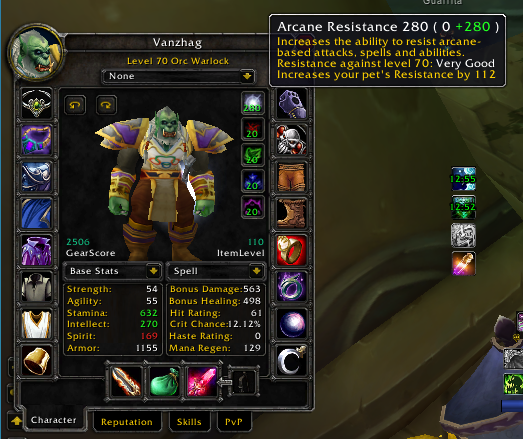 Vanzhag
Level 70 Orc Warlock
None
Arcane Resistance 280 ( 0 +280 )
Increases the ability to resist arcane-
based attacks, spells and abilities.
Resistance against level 70: Very Good
Increases your pet's Resistance by 112
280
20
20
20
20
12:55
12:52
2506
GearScore
110
ItemLevel
Base Stats
Spell
Strength: 54
Agility: 55
Stamina: 632
Intellect: 270
Spirit: 169
Armor: 1155
Bonus Damage:563
Bonus Healing: 498
Hit Rating: 61
Crit Chance:12.12%
Haste Rating: 0
Mana Regen: 129
Character
Reputation
Skills
PvP